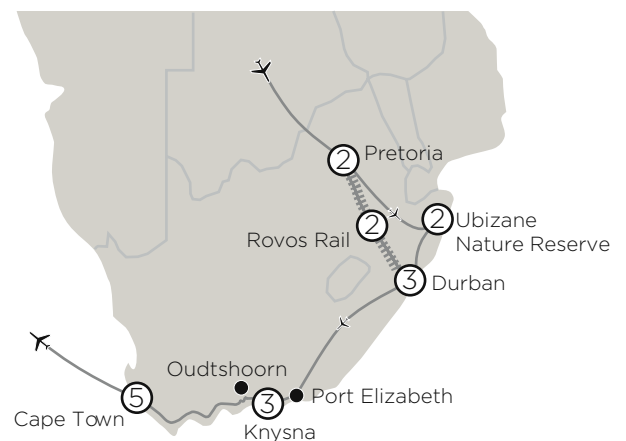 2
Pretoria
2
Rovos Rail
2
Ubizane
Nature Reserve
3
Durban
Oudtshoorn
5
3
Port Elizabeth
Cape Town
Knysna